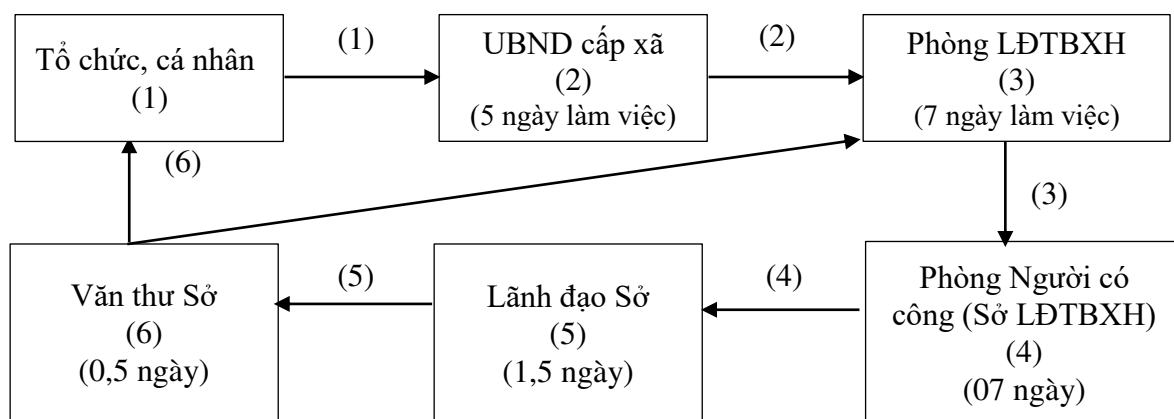 Tổ chức, cá nhân
(1)
(1)
UBND cấp xã
(2)
(5 ngày làm việc)
(2)
Phòng LĐTBXH
(3)
(7 ngày làm việc)
(6)
(3)
Văn thư Sở
(6)
(0,5 ngày)
(5)
Lãnh đạo Sở
(5)
(1,5 ngày)
(4)
Phòng Người có
công (Sở LĐTBXH)
(4)
(07 ngày)